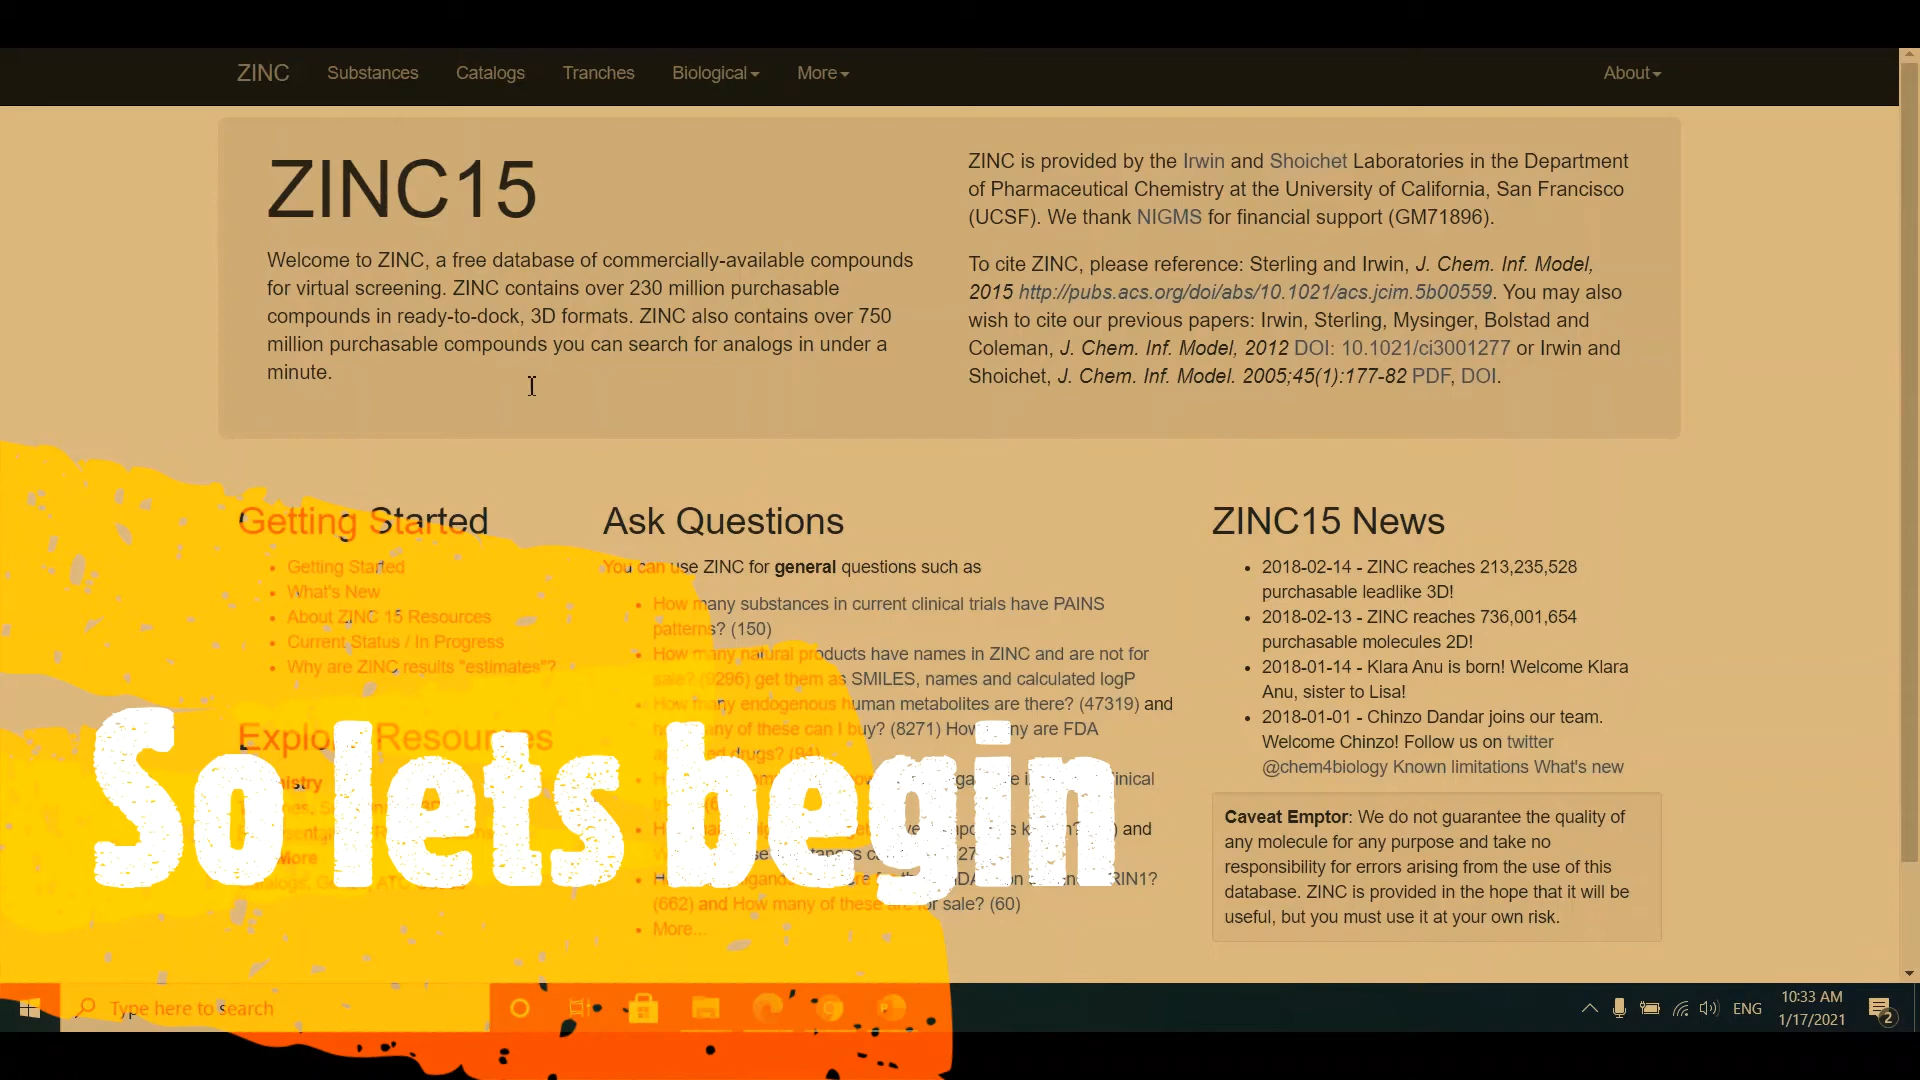 ZINC Substances Catalogs Tranches Biological More About
ZINC15
Welcome to ZINC, a free database of commercially-available compounds
for virtual screening. ZINC contains over 230 million purchasable
compounds in ready-to-dock, 3D formats. ZINC also contains over 750
million purchasable compounds you can search for analogs in under a
minute.
ZINC is provided by the Irwin and Shoichet Laboratories in the Department
of Pharmaceutical Chemistry at the University of California, San Francisco
(UCSF). We thank NIGMS for financial support (GM71896).
To cite ZINC, please reference: Sterling and Irwin, J. Chem. Inf. Model,
2015 http://pubs.acs.org/doi/abs/10.1021/acs.jcim.5b00559. You may also
wish to cite our previous papers: Irwin, Sterling, Mysinger, Bolstad and
Coleman, J. Chem. Inf. Model, 2012 DOI: 10.1021/ci3001277 or Irwin and
Shoichet, J. Chem. Inf. Model. 2005;45(1):177-82 PDF, DOI.
Getting Started
Getting Started
What's New
About ZINC 15 Resources
Current Status / In Progress
Why are ZINC results "estimates"?
Explore Resources
Ask Questions
You can use ZINC for general questions such as
How many substances in current clinical trials have PAINS
patterns? (150)
How many natural products have names in ZINC and are not for
sale? (9296) get them as SMILES, names and calculated logP
How many endogenous human metabolites are there? (47319) and
many of these can I buy? (8271) How many are FDA
drugs? (94)
and
(662) and How many of these are for sale? (60)
More...
ZINC15 News
2018-02-14 - ZINC reaches 213,235,528
purchasable leadlike 3D!
2018-02-13 - ZINC reaches 736,001,654
purchasable molecules 2D!
2018-01-14 - Klara Anu is born! Welcome Klara
Anu, sister to Lisa!
2018-01-01 - Chinzo Dandar joins our team.
Welcome Chinzo! Follow us on twitter
@chem4biology Known limitations What's new
Caveat Emptor: We do not guarantee the quality of
any molecule for any purpose and take no
responsibility for errors arising from the use of this
database. ZINC is provided in the hope that it will be
useful, but you must use it at your own risk.
So lets begin
Type here to search
ENG
10:33 AM
1/17/2021
2